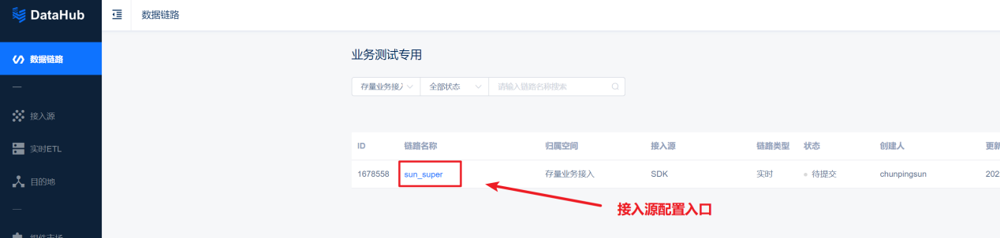 DataHub
数据链路
数据链路
接入源
实时ETL
目的地
业务测试专用
存量业务接 全部状态 请输入链路名称搜索
ID 链路名称 归属空间 接入源 链路类型 状态 创建人 更新
1678558 sun_super 存量业务接入 SDK 实时 待提交 chunpingsun 202
接入源配置入口
组件市场